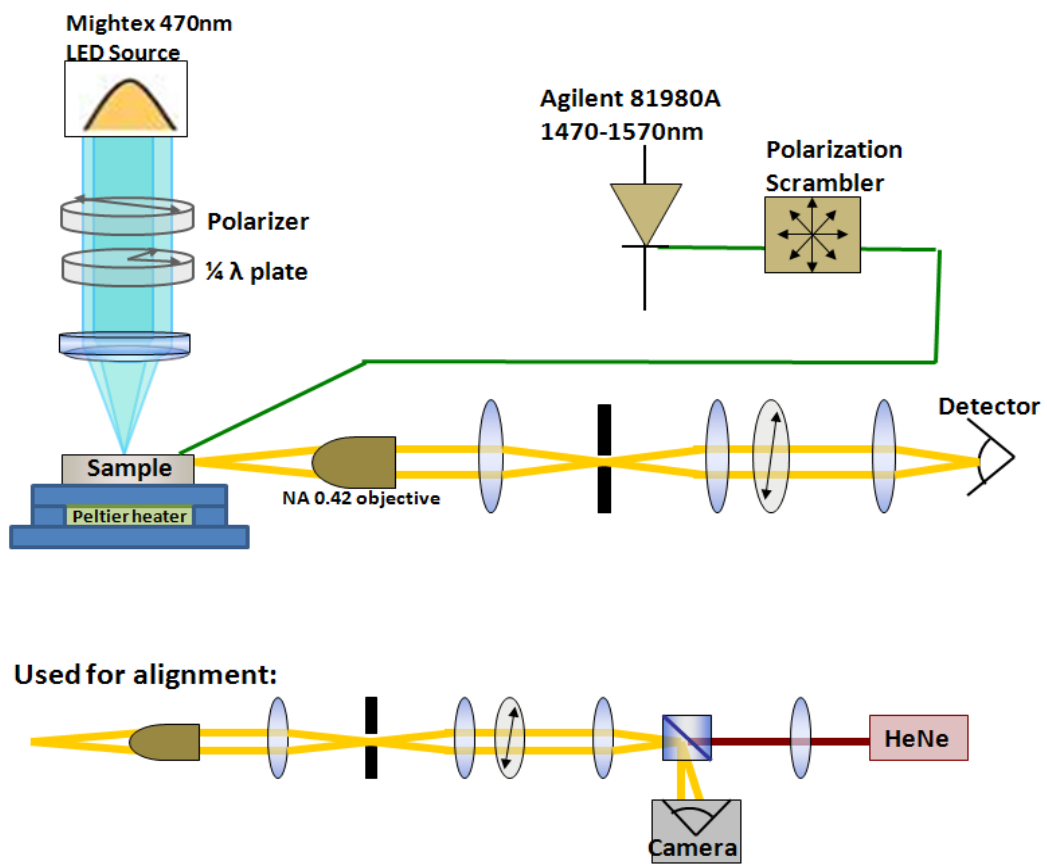 Mightex 470nm
LED Source
Agilent 81980A
1470-1570nm
Polarization
Scrambler
Polarizer
¼ λ plate
Detector
Sample
NA 0.42 objective
Peltier heater
Used for alignment:
HeNe
Camera